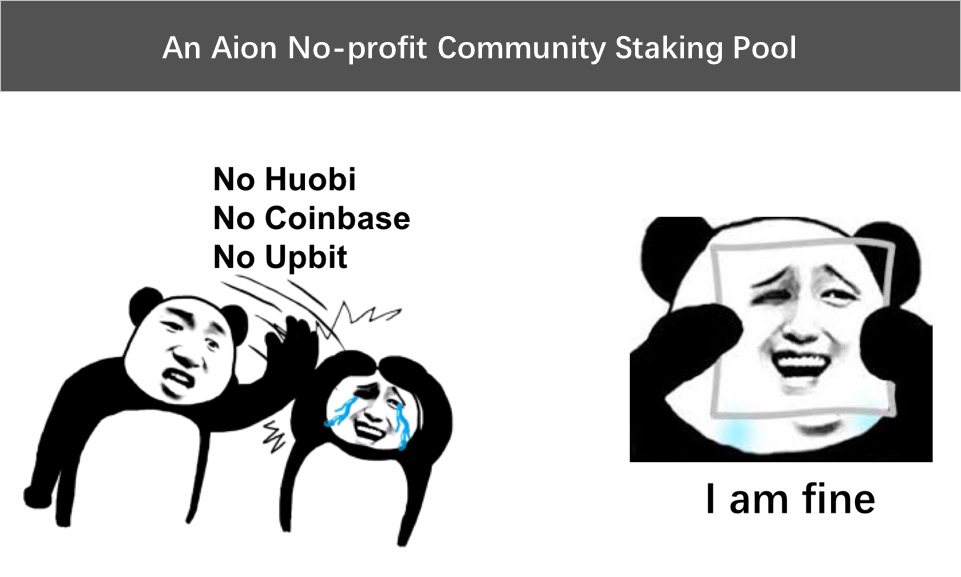 An Aion No-profit Community Staking Pool
No Huobi
No Coinbase
No Upbit
I am fine